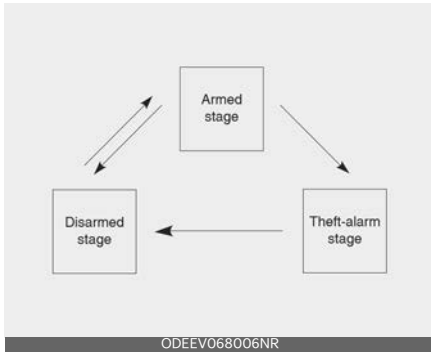 Armed
stage
Disarmed
stage
Theft-alarm
stage
ODEEV068006NR